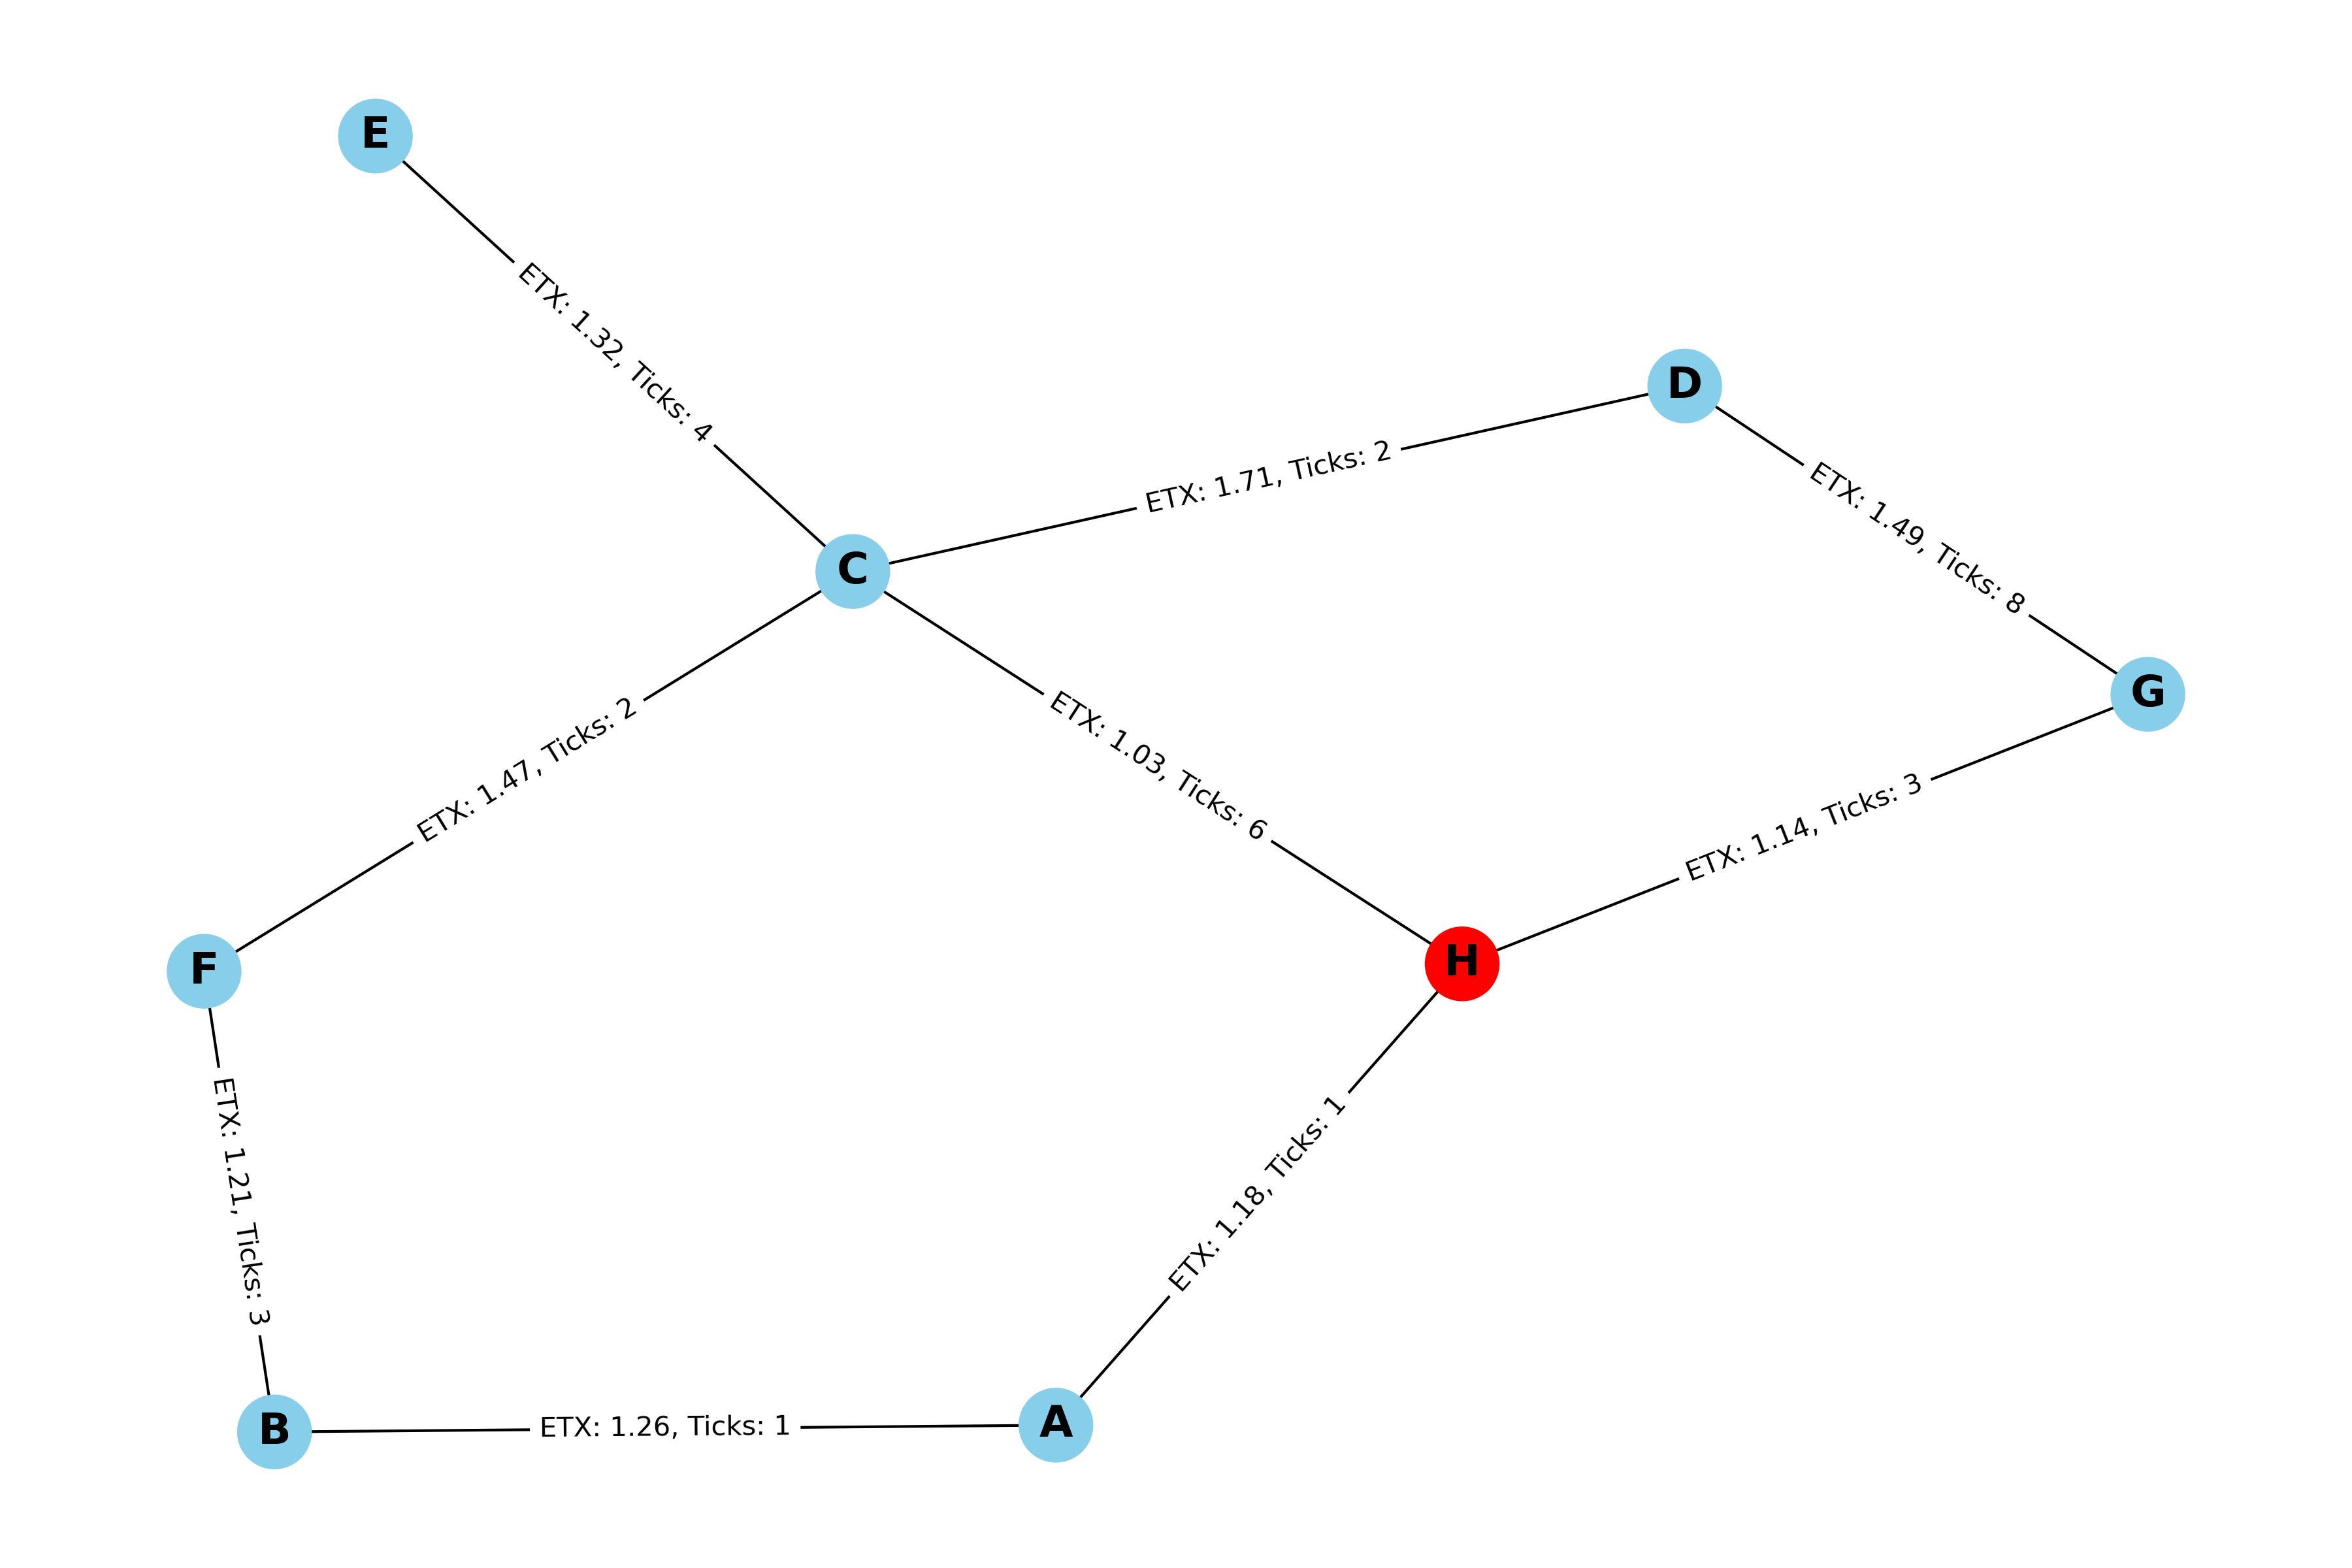 E
ETX: 1.32, Ticks: 4
D
ETX: 1.71, Ticks: 2
ETX: 1.49, Ticks: 8
C
G
ETX: 1.47, Ticks: 2
ETX: 1.03, Ticks: 6
ETX: 1.14, Ticks: 3
F
H
ETX: 1.21, Ticks: 3
ETX: 1.18, Ticks: 1
B
ETX: 1.26, Ticks: 1
A